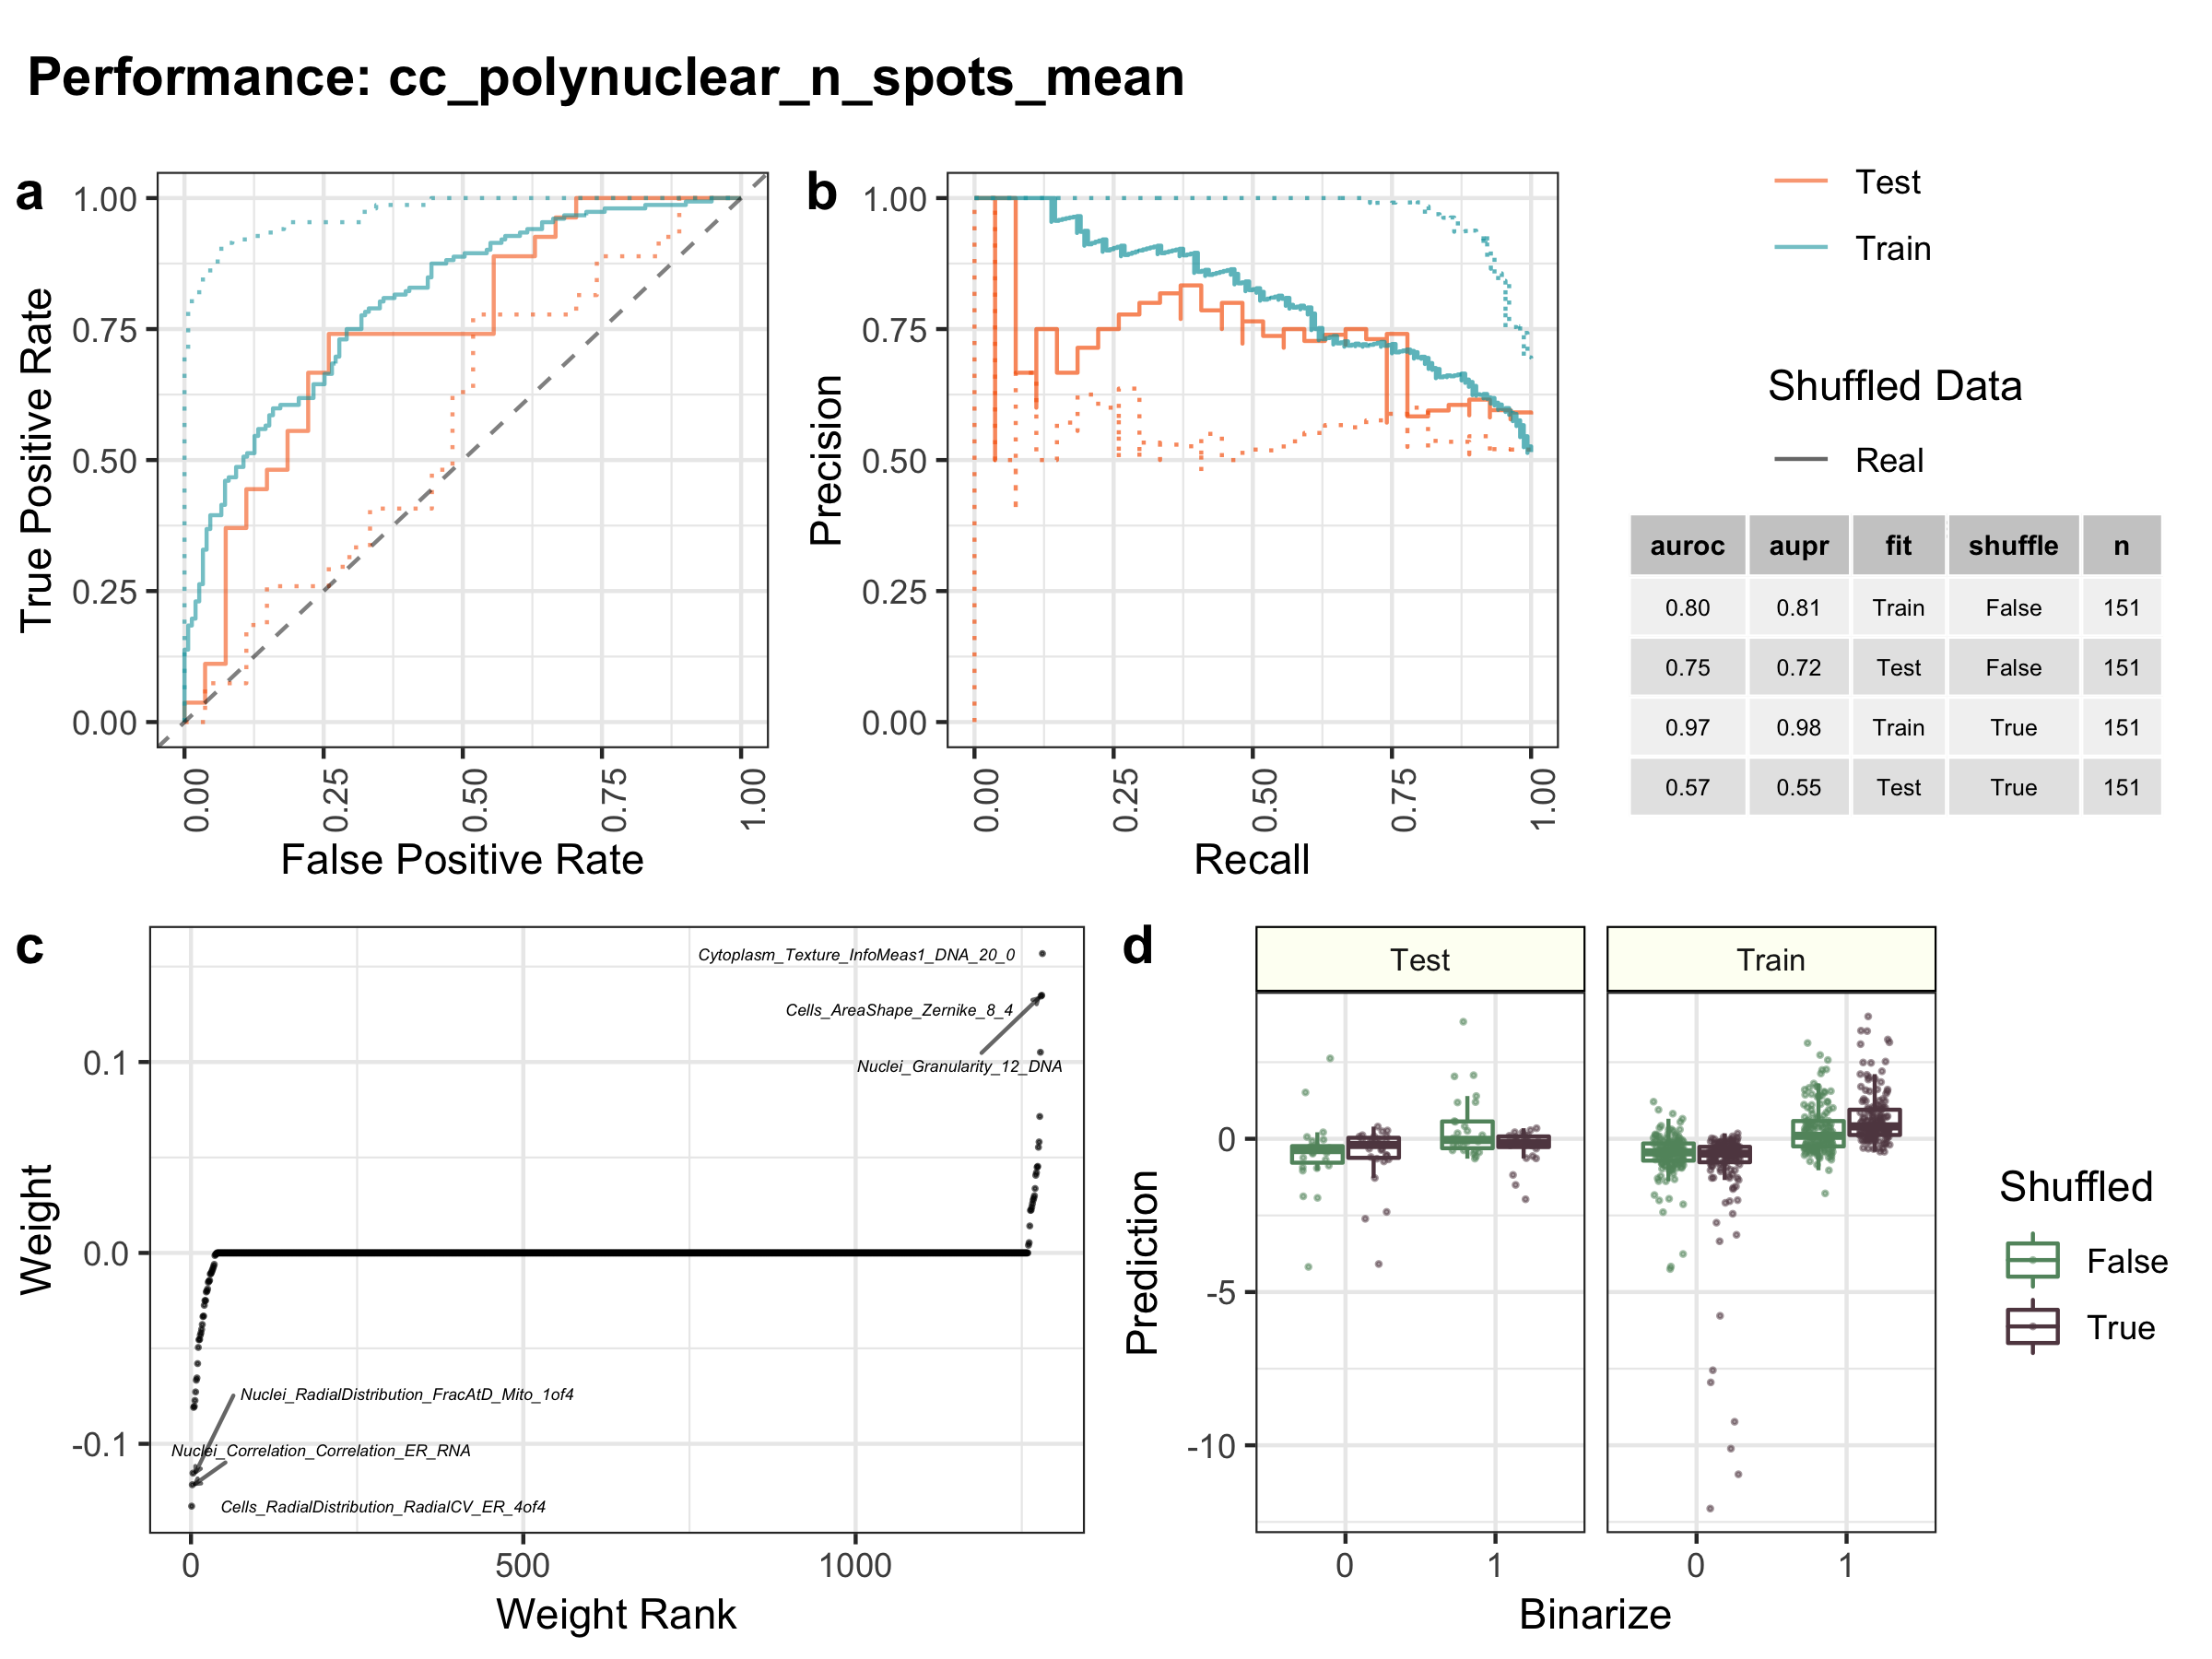 Performance: cc_polynuclear_n_spots_mean
a
True Positive Rate
1.00
0.75
0.50
0.25
0.00
0.00 0.25 0.50 0.75 1.00
False Positive Rate
b
Precision
1.00
0.75
0.50
0.25
0.00
0.00 0.25 0.50 0.75 1.00
Recall
Test
Train
Shuffled Data
Real
auroc aupr fit shuffle n
0.80 0.81 Train False 151
0.75 0.72 Test False 151
0.97 0.98 Train True 151
0.57 0.55 Test True 151
c
Weight
0.1
0.0
-0.1
Cytoplasm_Texture_InfoMeas1_DNA_20_0
Cells_AreaShape_Zernike_8_4
Nuclei_Granularity_12_DNA
Nuclei_RadialDistribution_FracAtD_Mito_1of4
Nuclei_Correlation_Correlation_ER_RNA
Cells_RadialDistribution_RadialCV_ER_4of4
0 500 1000
Weight Rank
d
Test Train
Prediction
0
-5
-10
0 1 0 1
Binarize
Shuffled
False
True